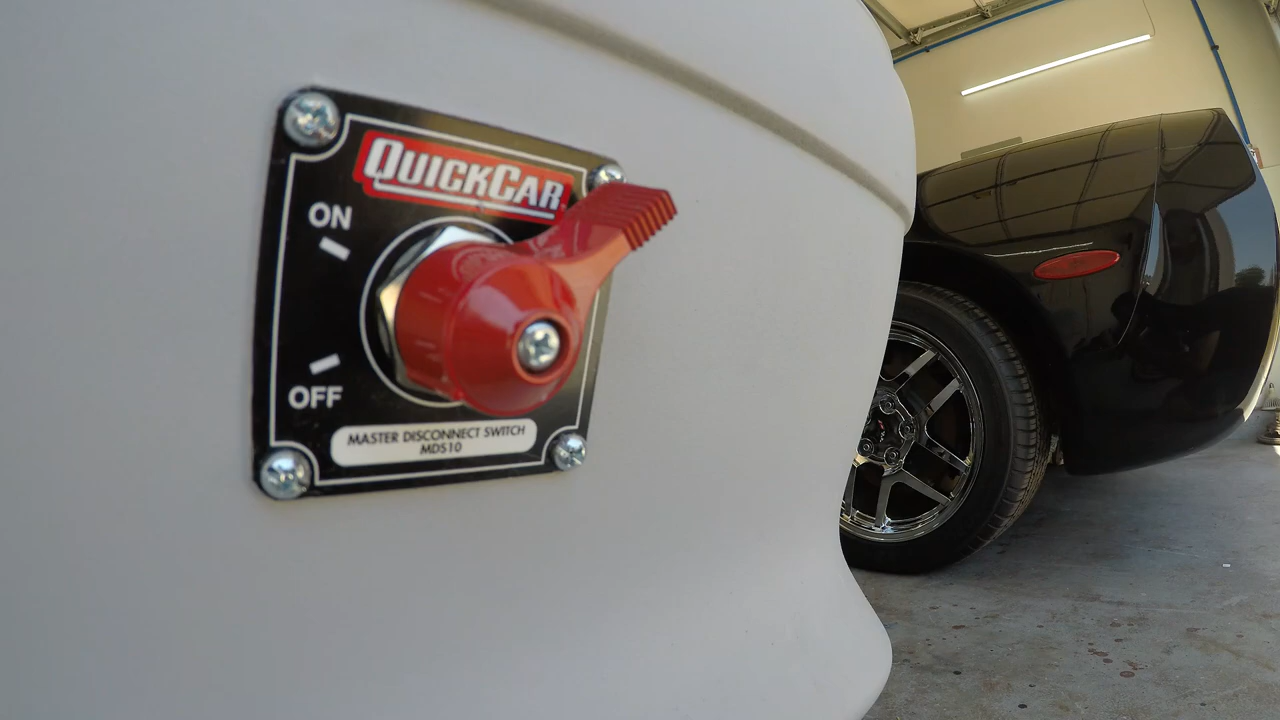 QUICKCAR
ON
OFF
MASTER DISCONNECT SWITCH
MDS10